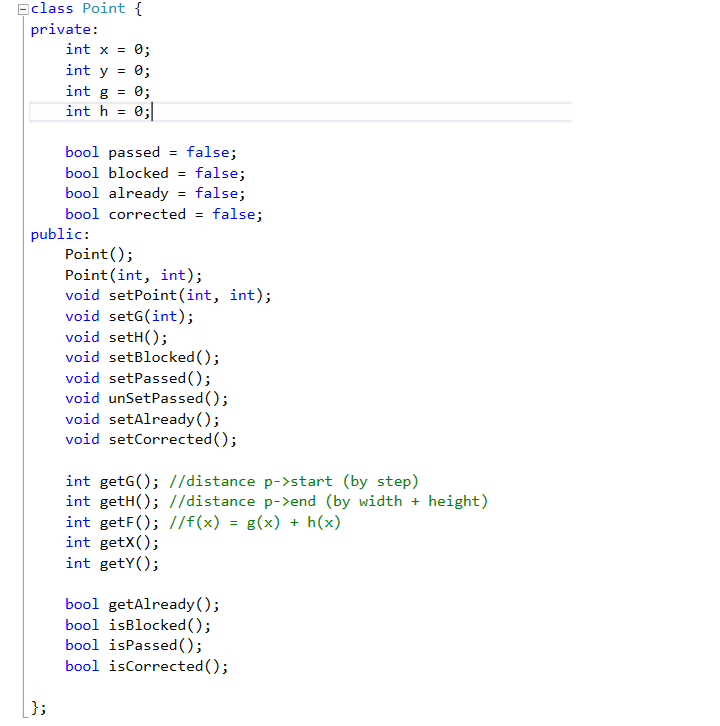 class Point {
private:
    int x = 0;
    int y = 0;
    int g = 0;
    int h = 0;

    bool passed = false;
    bool blocked = false;
    bool already = false;
    bool corrected = false;
public:
    Point();
    Point(int, int);
    void setPoint(int, int);
    void setG(int);
    void setH();
    void setBlocked();
    void setPassed();
    void unSetPassed();
    void setAlready();
    void setCorrected();

    int getG(); //distance p->start (by step)
    int getH(); //distance p->end (by width + height)
    int getF(); //f(x) = g(x) + h(x)
    int getX();
    int getY();

    bool getAlready();
    bool isBlocked();
    bool isPassed();
    bool isCorrected();

};